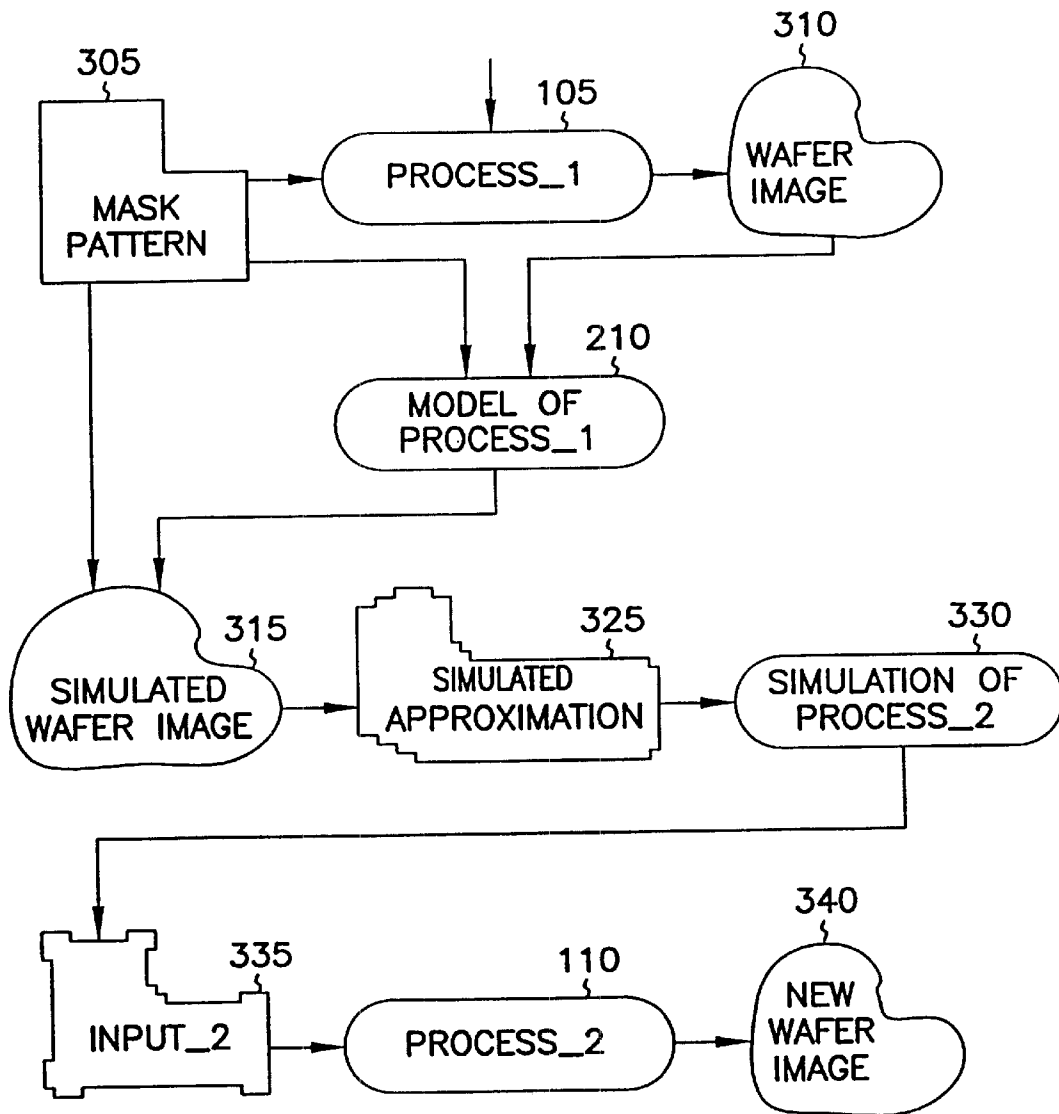 305
310
105
PROCESS_1
WAFER
IMAGE
MASK
PATTERN
210
MODEL OF
PROCESS_1
315
325
330
SIMULATED
WAFER IMAGE
SIMULATED
APPROXIMATION
SIMULATION OF
PROCESS_2
335
110
340
INPUT_2
PROCESS_2
NEW
WAFER
IMAGE